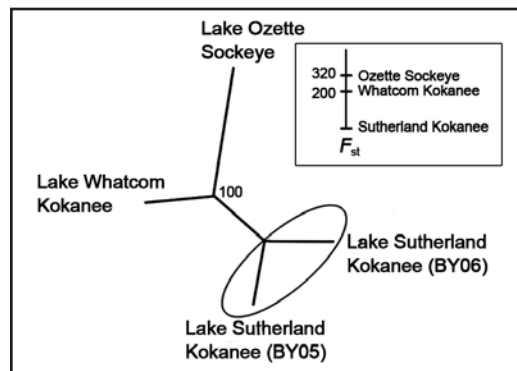 Lake Ozette
Sockeye
320
Ozette Sockeye
200
Whatcom Kokanee
Sutherland Kokanee
Fst
Lake Whatcom
Kokanee
100
Lake Sutherland
Kokanee (BY06)
Lake Sutherland
Kokanee (BY05)